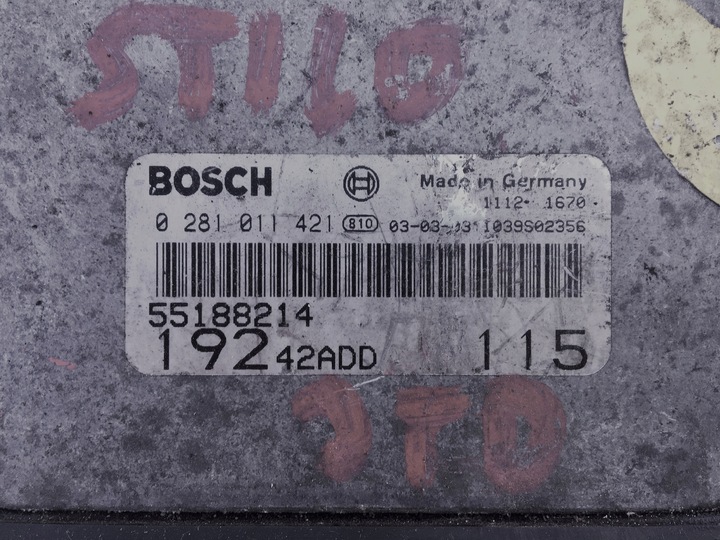 STILO
BOSCH Made in Germany
1112 1670
0 281 011 421 810 03-03-03 1039S02356
55188214
192 42ADD 115
JTD